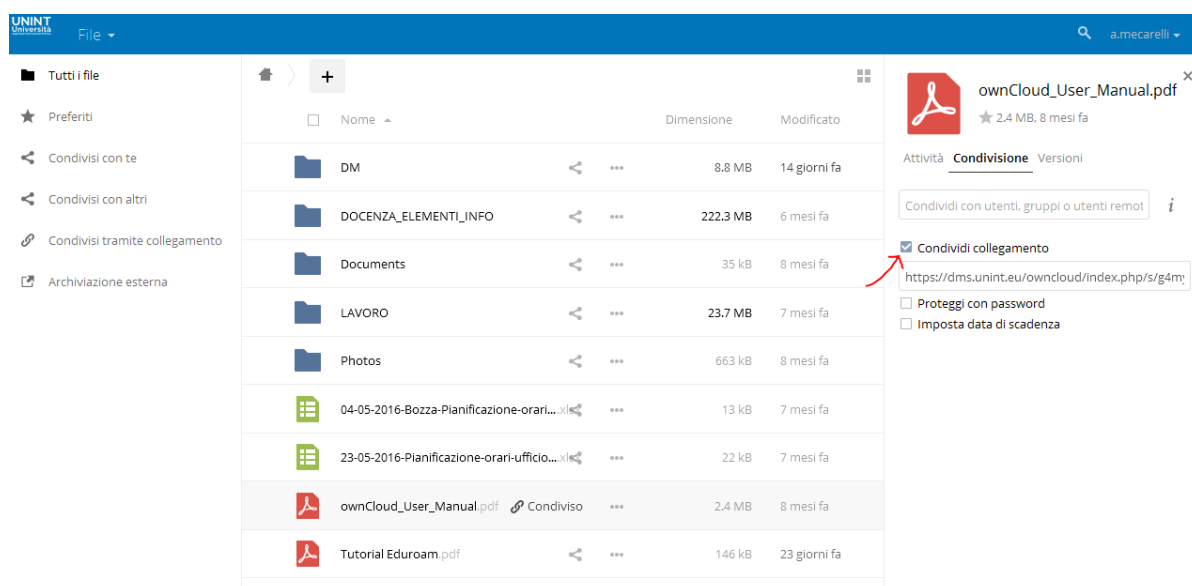 UNINT
Università
File
a.mecarelli
Tutti i file
Preferiti
Condivisi con te
Condivisi con altri
Condivisi tramite collegamento
Archiviazione esterna
+
Nome Dimensione Modificato
DM 8.8 MB 14 giorni fa
DOCENZA_ELEMENTI_INFO 222.3 MB 6 mesi fa
Documents 35 kB 8 mesi fa
LAVORO 23.7 MB 7 mesi fa
Photos 663 kB 8 mesi fa
04-05-2016-Bozza-Pianificazione-orari... 13 kB 7 mesi fa
23-05-2016-Pianificazione-orari-ufficio... 22 kB 7 mesi fa
ownCloud_User_Manual.pdf Condiviso 2.4 MB 8 mesi fa
Tutorial Eduroam.pdf 146 kB 23 giorni fa
ownCloud_User_Manual.pdf
2.4 MB, 8 mesi fa
Attività Condivisione Versioni
Condividi con utenti, gruppi o utenti remot i
Condividi collegamento
https://dms.unint.eu/owncloud/index.php/s/g4my
Proteggi con password
Imposta data di scadenza